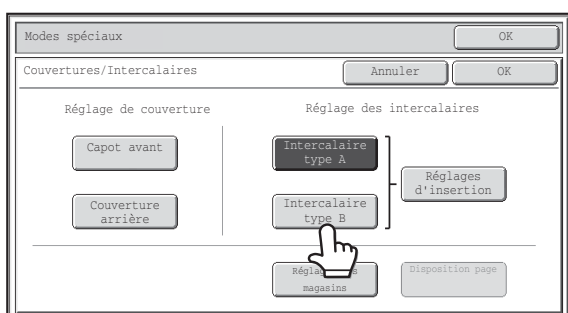 Modes spéciaux
OK
Couvertures/Intercalaires
Annuler
OK
Réglage de couverture
Réglage des intercalaires
Capot avant
Intercalaire
type A
Réglages
d'insertion
Couverture
arrière
Intercalaire
type B
magasins
Disposition page